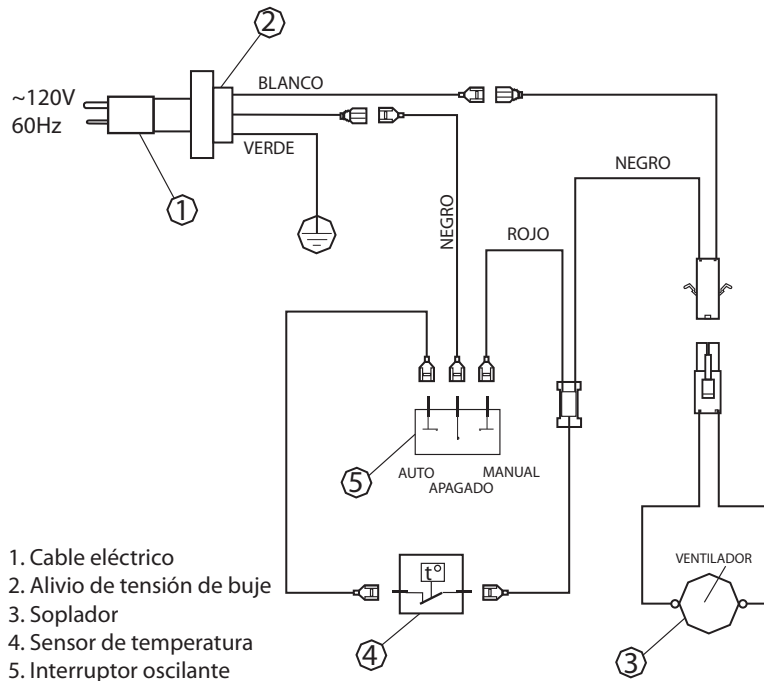 2
BLANCO
~120V
60Hz
VERDE
1
NEGRO
NEGRO
ROJO
5
AUTO
APAGADO
MANUAL
t°
4
VENTILADOR
3
1. Cable eléctrico
2. Alivio de tensión de buje
3. Soplador
4. Sensor de temperatura
5. Interruptor oscilante